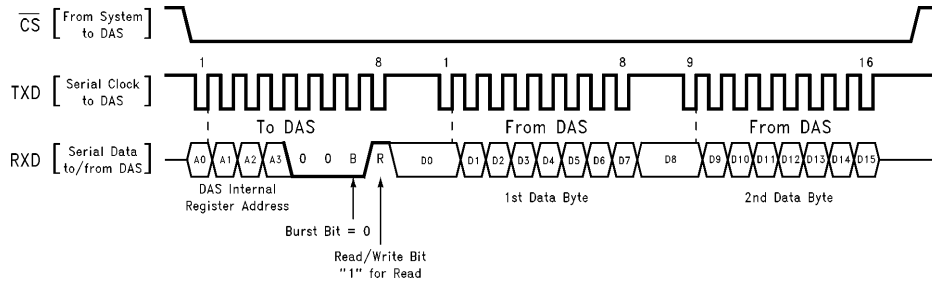 CS [From System to DAS]
1 8 1 8 9 16
TXD [Serial Clock to DAS]
To DAS From DAS From DAS
RXD [Serial Data to/from DAS] A0 A1 A2 A3 0 0 B R D0 D1 D2 D3 D4 D5 D6 D7 D8 D9 D10 D11 D12 D13 D14 D15
DAS Internal
Register Address
1st Data Byte 2nd Data Byte
Burst Bit = 0
Read/Write Bit
"1" for Read